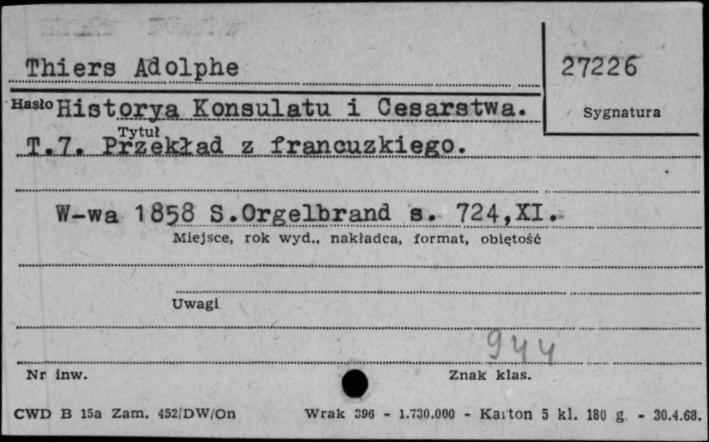 Thiers Adolphe
27226
Hasło
Sygnatura
Historya Konsulatu i Cesarstwa.
Tytuł
T.7. Przekład z francuzkiego.
W-wa 1858 S.Orgelbrand s. 724,XI.
Miejsce, rok wyd., nakładca, format, obiętość
Uwagi
944
Nr inw.
Znak klas.
CWD B 15a Zam. 452/DW/On Wrak 396 - 1.730.000 - Karton 5 kl. 180 g. - 30.4.68.